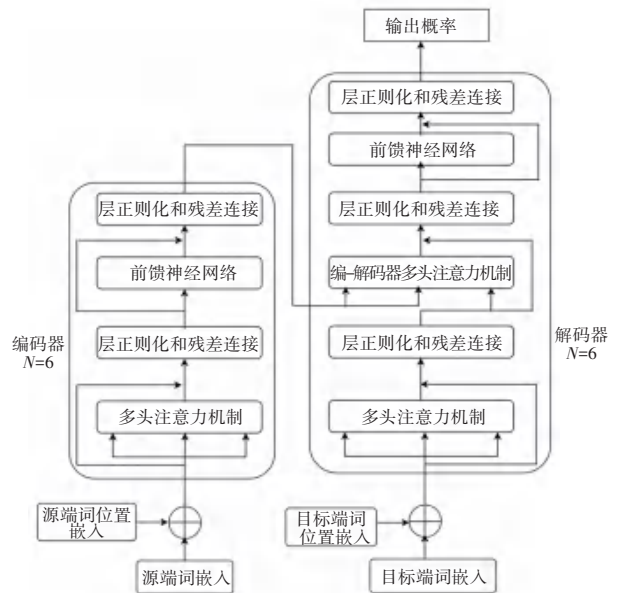 输出概率
层正则化和残差连接
前馈神经网络
层正则化和残差连接
编-解码器多头注意力机制
层正则化和残差连接
多头注意力机制
解码器
N=6
目标端词
位置嵌入
目标端词嵌入
层正则化和残差连接
前馈神经网络
层正则化和残差连接
多头注意力机制
编码器
N=6
源端词位置
嵌入
源端词嵌入